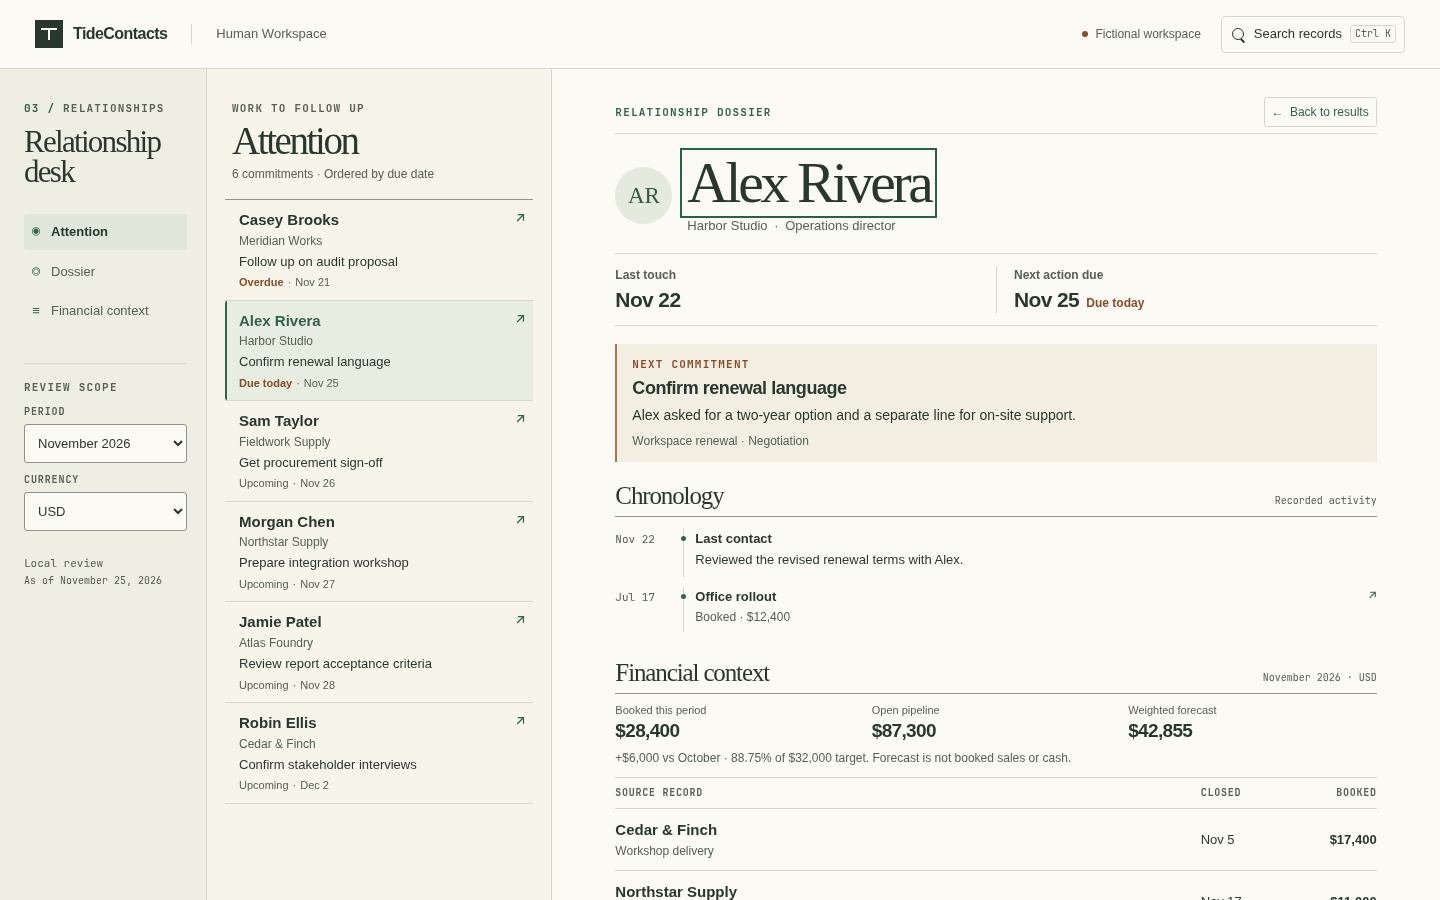 TideContacts
Human Workspace
Fictional workspace
Search records Ctrl K
03 / RELATIONSHIPS
Relationship
desk
Attention
Dossier
Financial context
REVIEW SCOPE
PERIOD
November 2026
CURRENCY
USD
Local review
As of November 25, 2026
WORK TO FOLLOW UP
Attention
6 commitments · Ordered by due date
Casey Brooks
Meridian Works
Follow up on audit proposal
Overdue · Nov 21
Alex Rivera
Harbor Studio
Confirm renewal language
Due today · Nov 25
Sam Taylor
Fieldwork Supply
Get procurement sign-off
Upcoming · Nov 26
Morgan Chen
Northstar Supply
Prepare integration workshop
Upcoming · Nov 27
Jamie Patel
Atlas Foundry
Review report acceptance criteria
Upcoming · Nov 28
Robin Ellis
Cedar & Finch
Confirm stakeholder interviews
Upcoming · Dec 2
RELATIONSHIP DOSSIER
← Back to results
AR
Alex Rivera
Harbor Studio · Operations director
Last touch
Nov 22
Next action due
Nov 25 Due today
NEXT COMMITMENT
Confirm renewal language
Alex asked for a two-year option and a separate line for on-site support.
Workspace renewal · Negotiation
Chronology
Recorded activity
Nov 22
Last contact
Reviewed the revised renewal terms with Alex.
Jul 17
Office rollout
Booked · $12,400
Financial context
November 2026 · USD
Booked this period
$28,400
Open pipeline
$87,300
Weighted forecast
$42,855
+$6,000 vs October · 88.75% of $32,000 target. Forecast is not booked sales or cash.
SOURCE RECORD CLOSED BOOKED
Cedar & Finch
Workshop delivery
Nov 5 $17,400
Northstar Supply